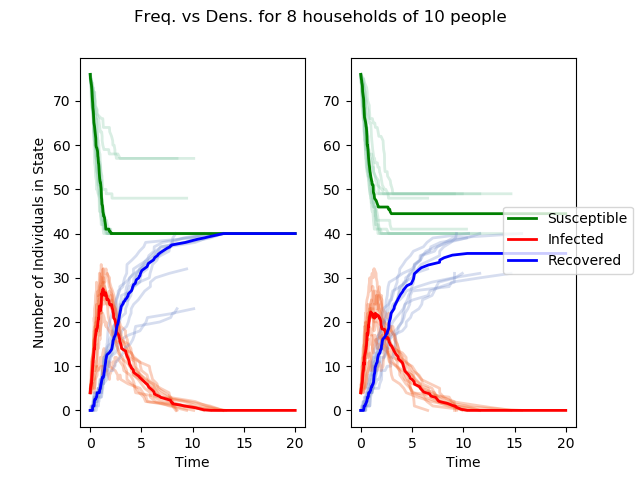 Freq. vs Dens. for 8 households of 10 people
Number of Individuals in State
70
60
50
40
30
20
10
0
0 5 10 15 20
Time
70
60
50
40
30
20
10
0
0 5 10 15 20
Time
Susceptible
Infected
Recovered